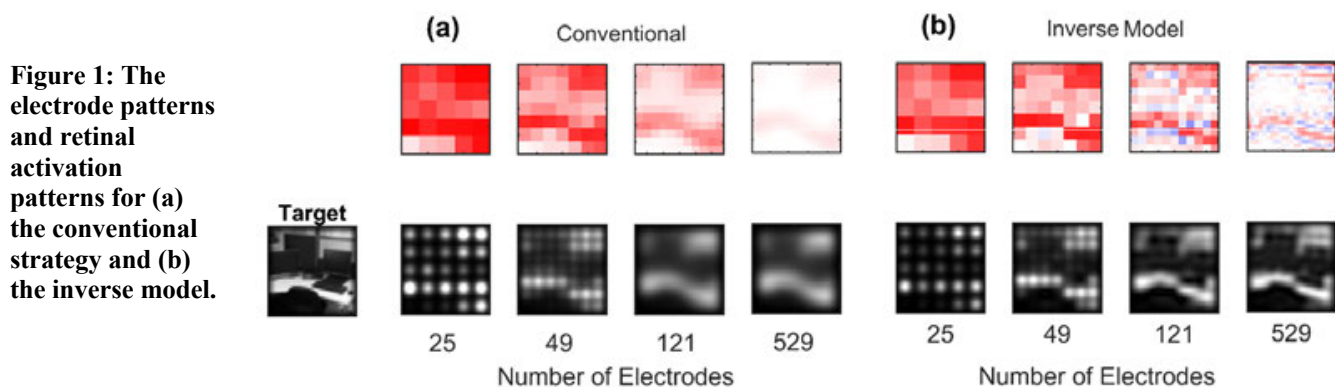 Figure 1: The
electrode patterns
and retinal
activation
patterns for (a)
the conventional
strategy and (b)
the inverse model.
(a)
Conventional
(b)
Inverse Model
Target
25 49 121 529
Number of Electrodes
25 49 121 529
Number of Electrodes